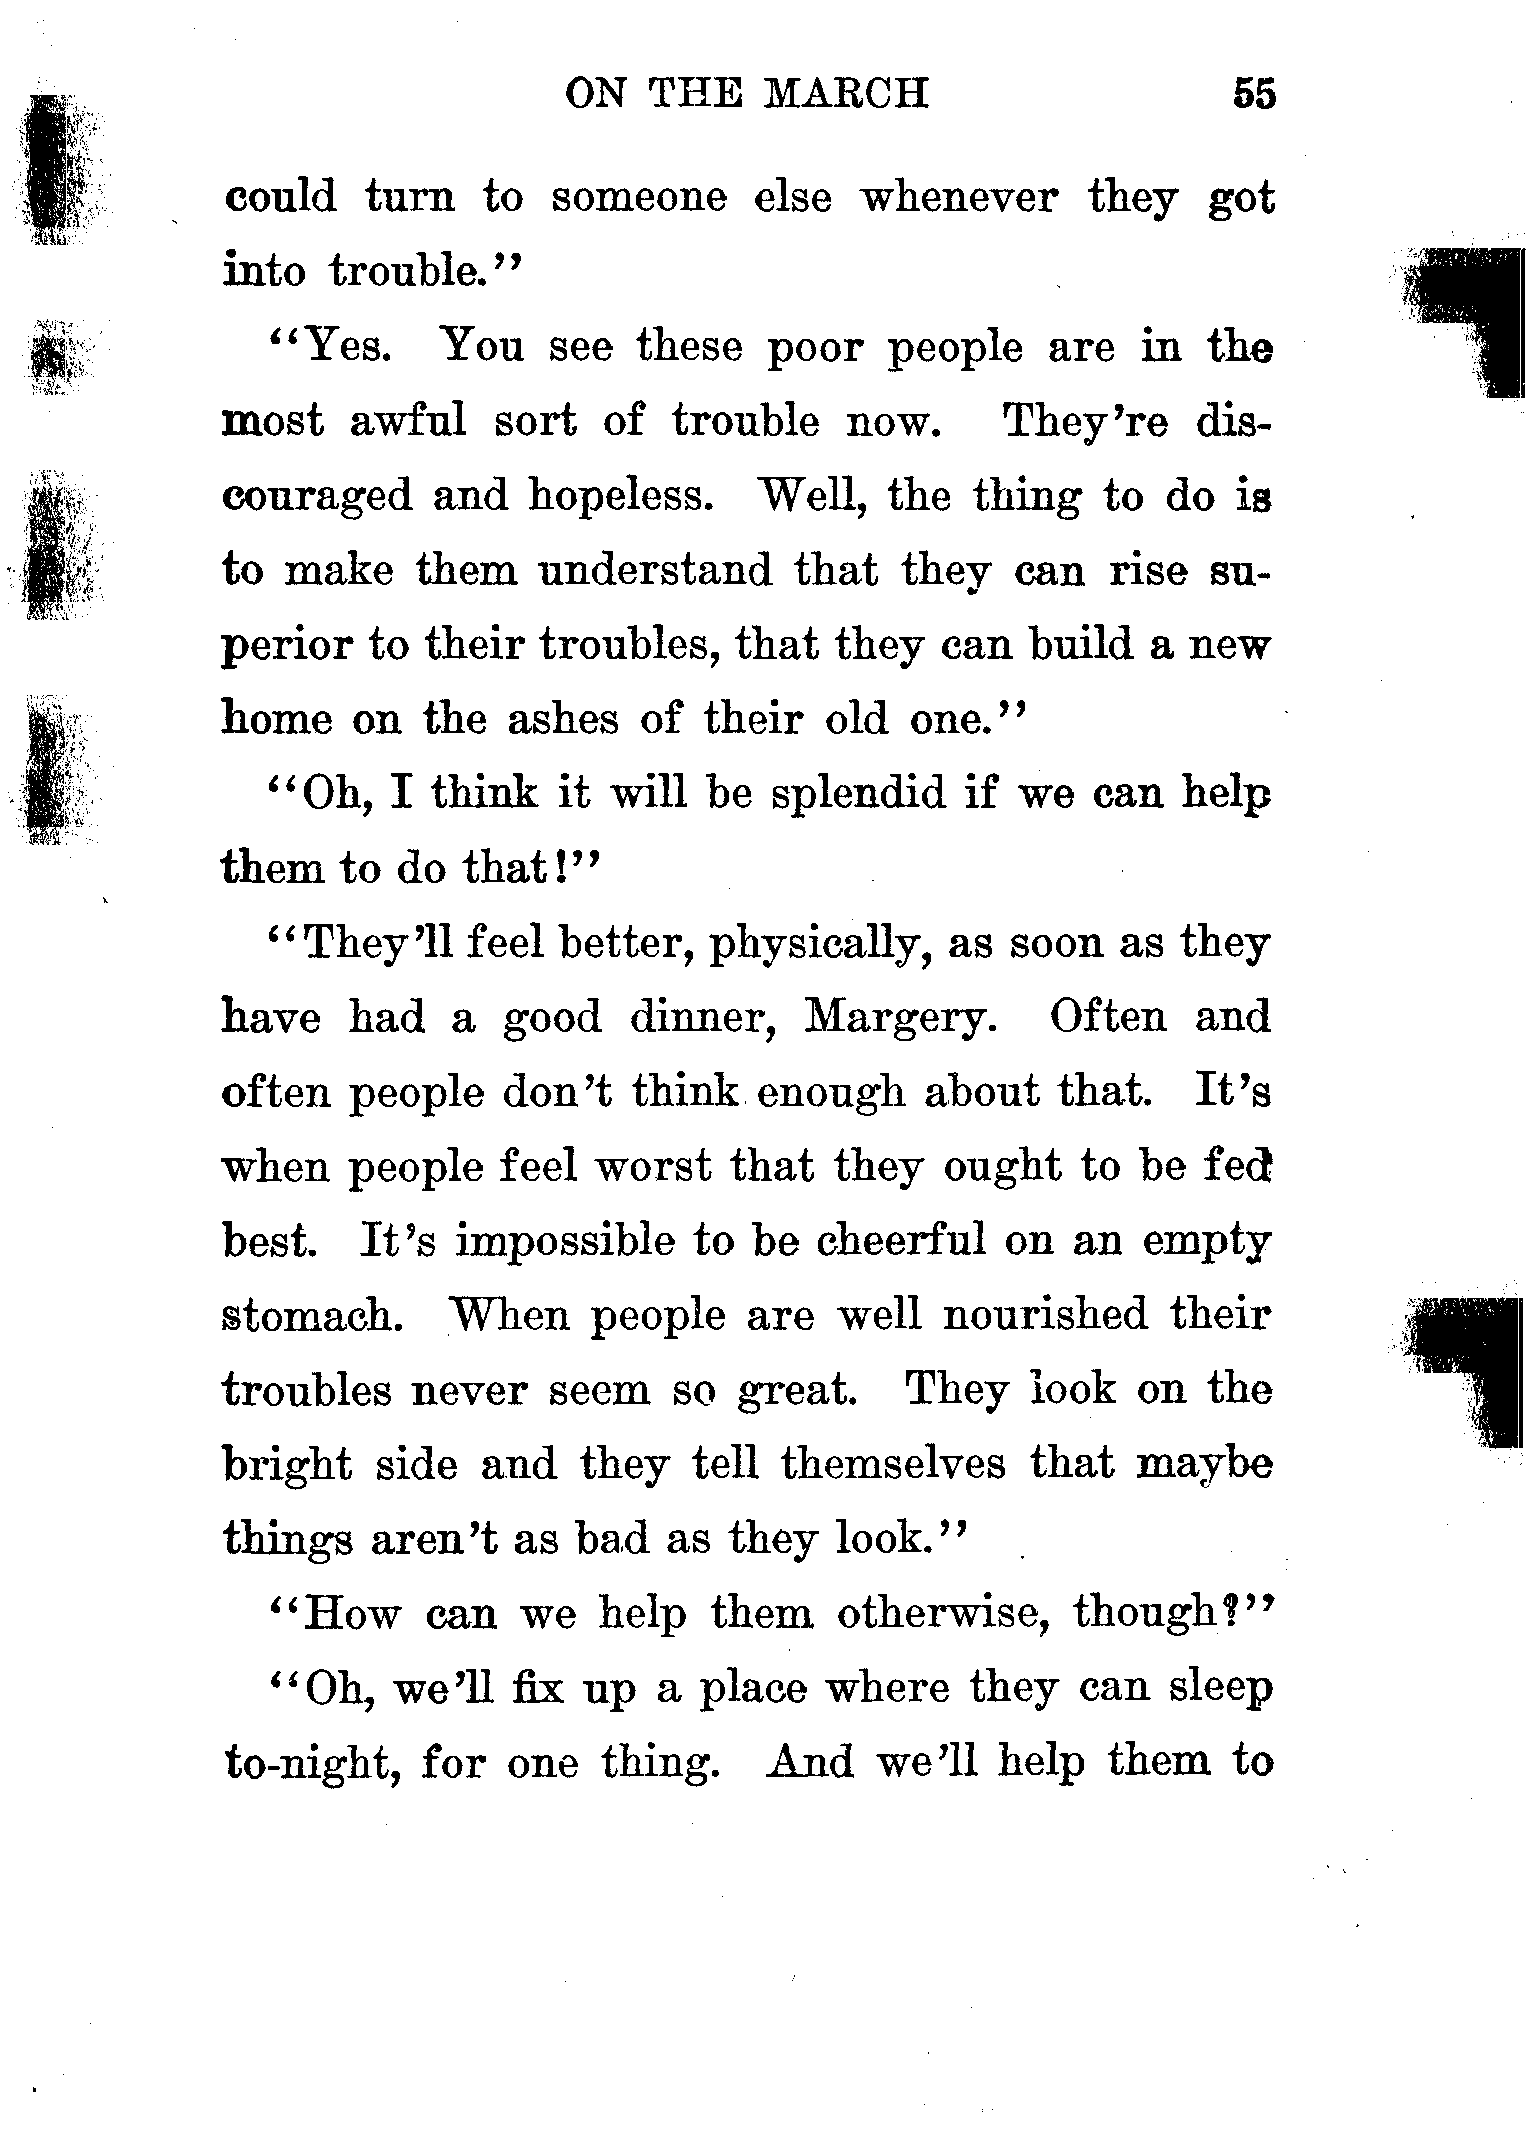 ON THE MARCH 55
could turn to someone else whenever they got
into trouble."
"Yes. You see these poor people are in the
most awful sort of trouble now. They're dis-
couraged and hopeless. Well, the thing to do is
to make them understand that they can rise su-
perior to their troubles, that they can build a new
home on the ashes of their old one."
"Oh, I think it will be splendid if we can help
them to do that!"
"They'll feel better, physically, as soon as they
have had a good dinner, Margery. Often and
often people don't think enough about that. It's
when people feel worst that they ought to be fed
best. It's impossible to be cheerful on an empty
stomach. When people are well nourished their
troubles never seem so great. They look on the
bright side and they tell themselves that maybe
things aren't as bad as they look."
"How can we help them otherwise, though?"
"Oh, we'll fix up a place where they can sleep
to-night, for one thing. And we'll help them to